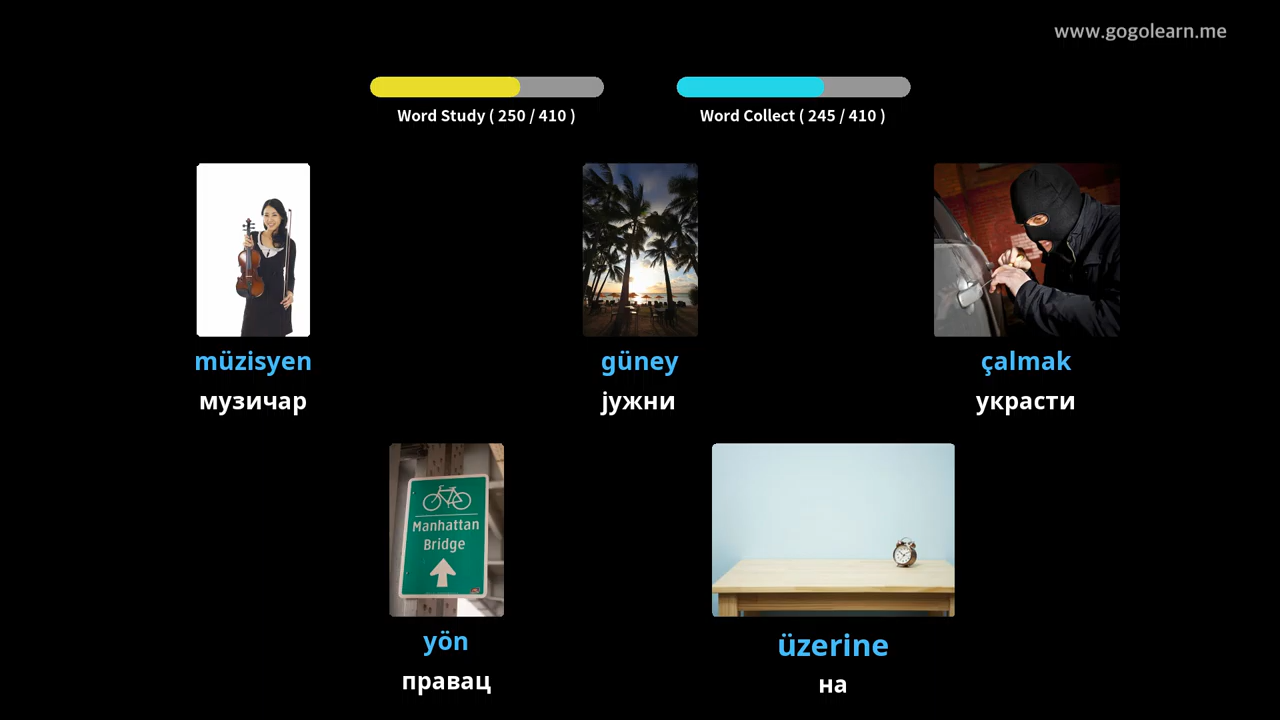 www.gogolearn.me
Word Study ( 250 / 410 )
Word Collect ( 245 / 410 )
müzisyen
музичар
güney
јужни
çalmak
украсти
Manhattan
Bridge
yön
правац
üzerine
на